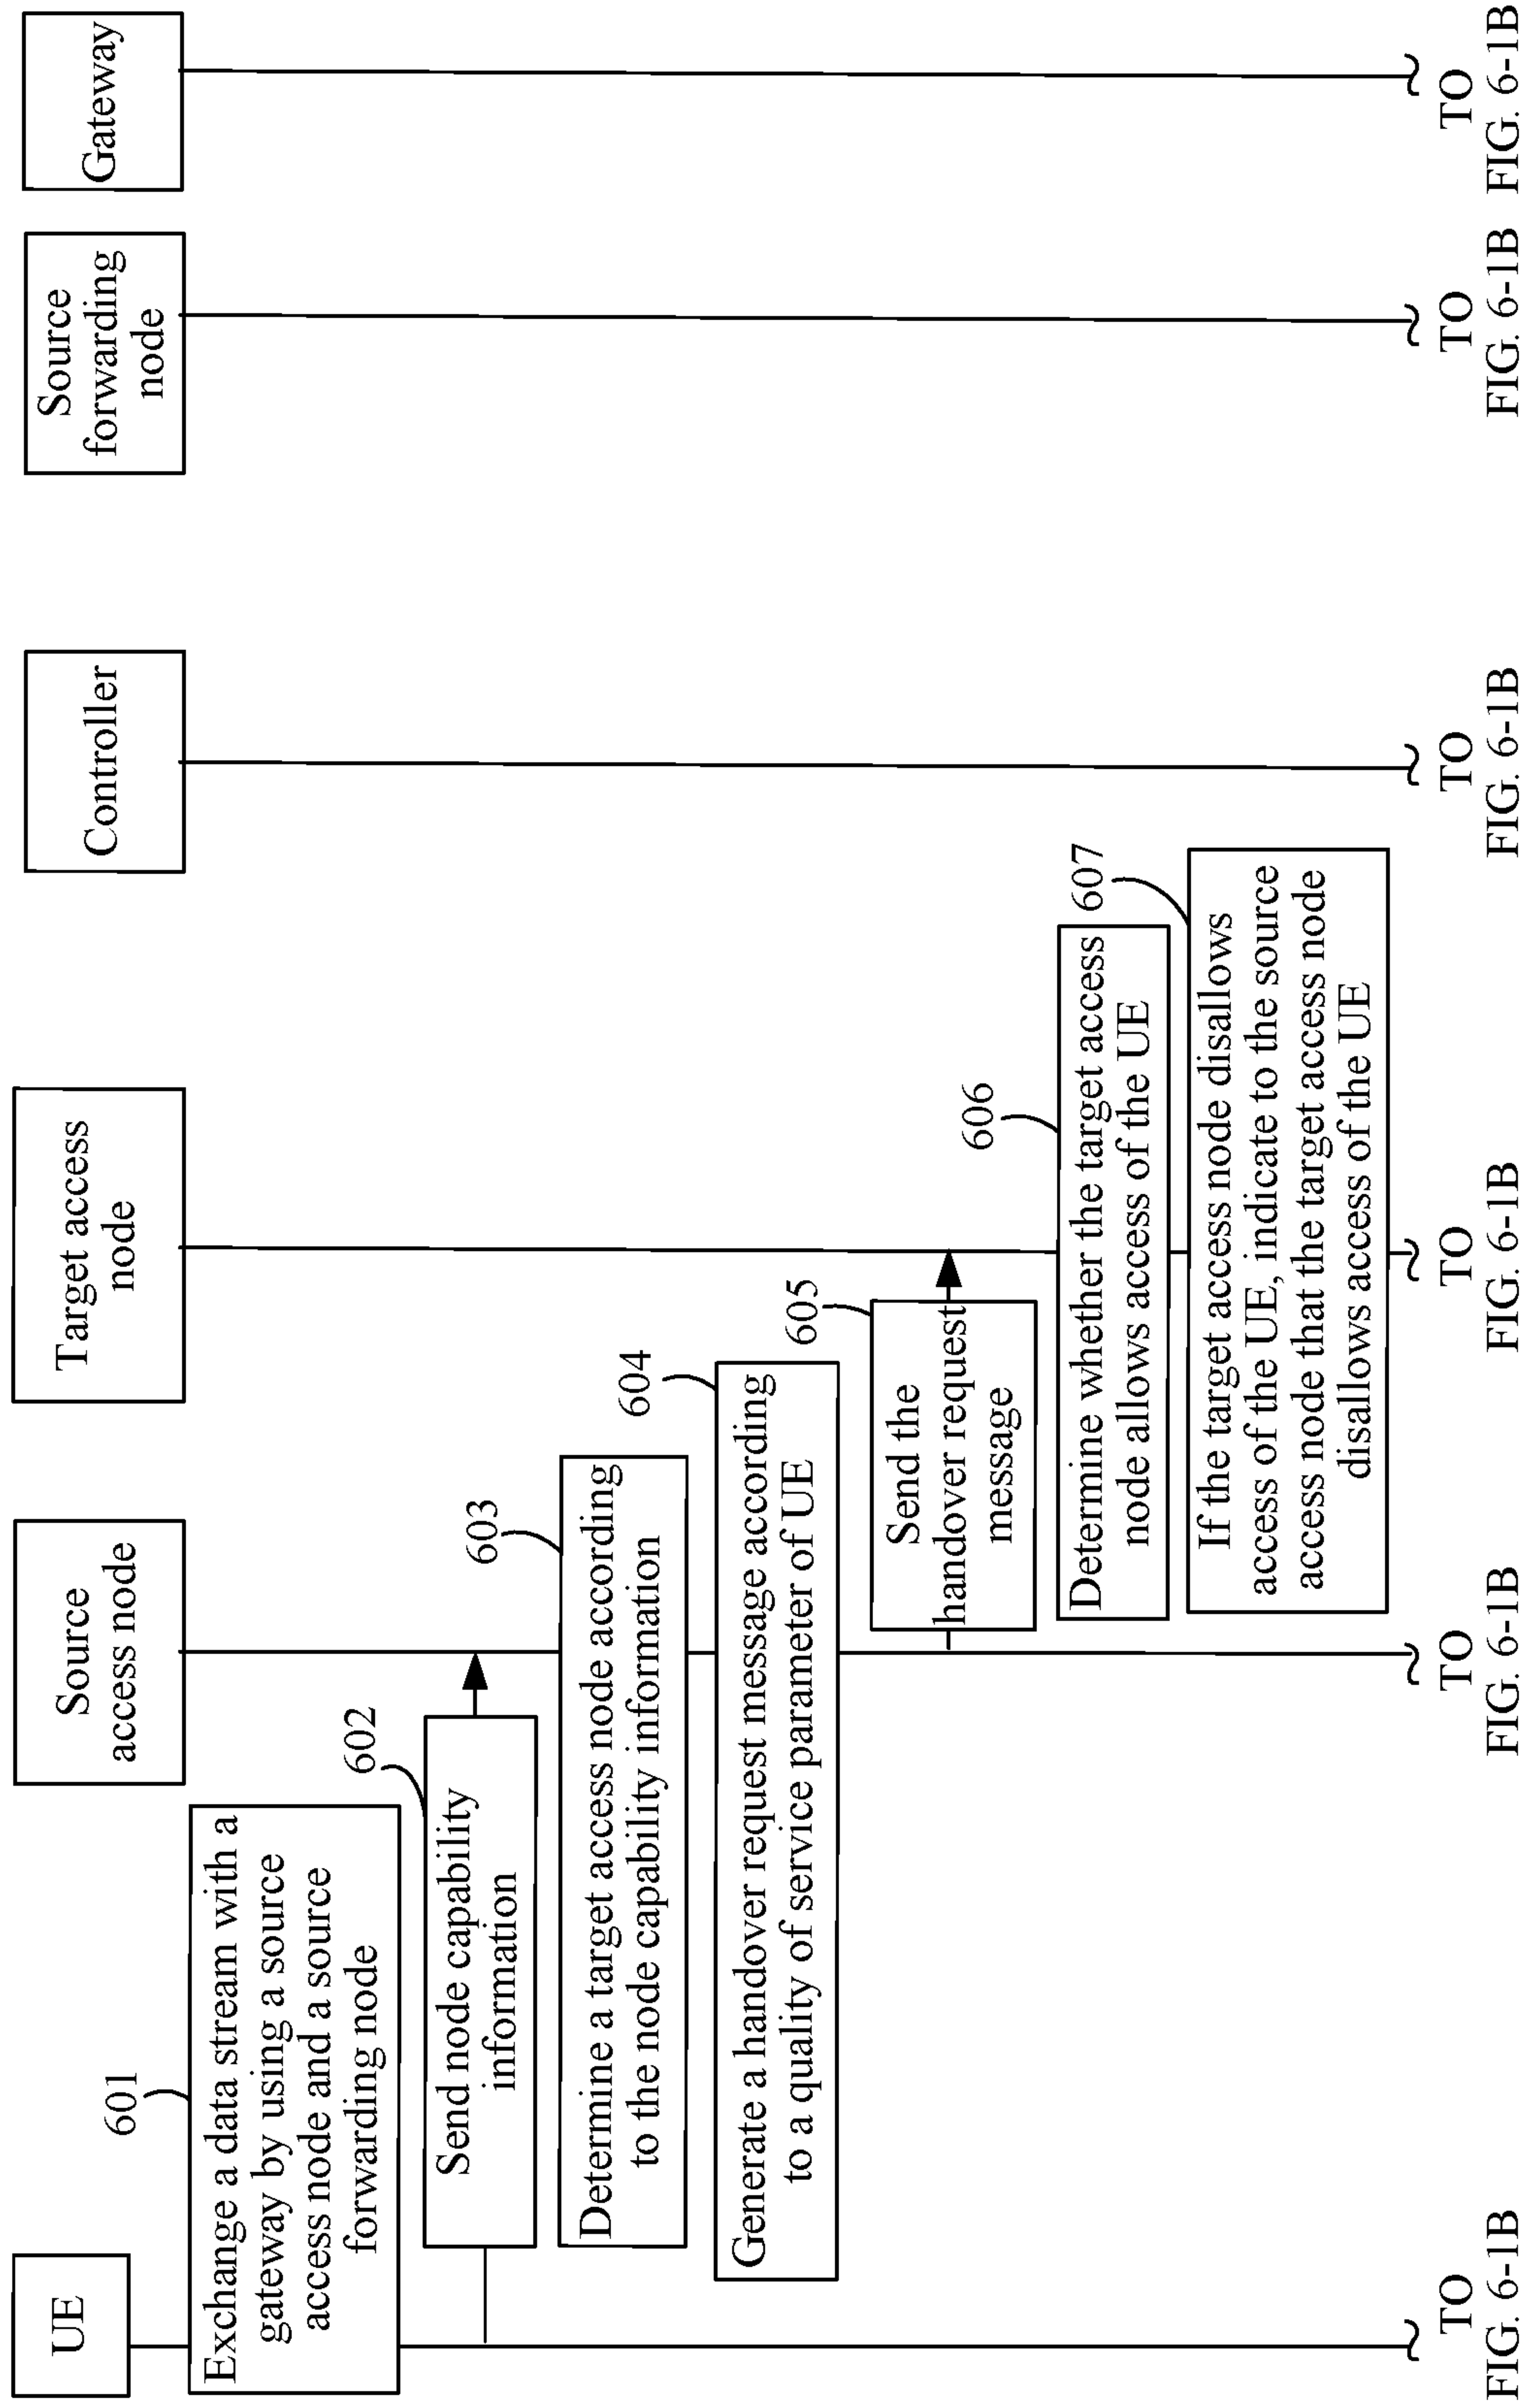 UE
Source
access node
Target access
node
Controller
Source
forwarding
node
Gateway
601
Exchange a data stream with a
gateway by using a source
access node and a source
forwarding node
602
Send node capability
information
603
Determine a target access node according
to the node capability information
604
Generate a handover request message according
to a quality of service parameter of UE
605
Send the
handover request
message
606
Determine whether the target access
node allows access of the UE
607
If the target access node disallows
access of the UE, indicate to the source
access node that the target access node
disallows access of the UE
TO
FIG. 6-1B
TO
FIG. 6-1B
TO
FIG. 6-1B
TO
FIG. 6-1B
TO
FIG. 6-1B
TO
FIG. 6-1B